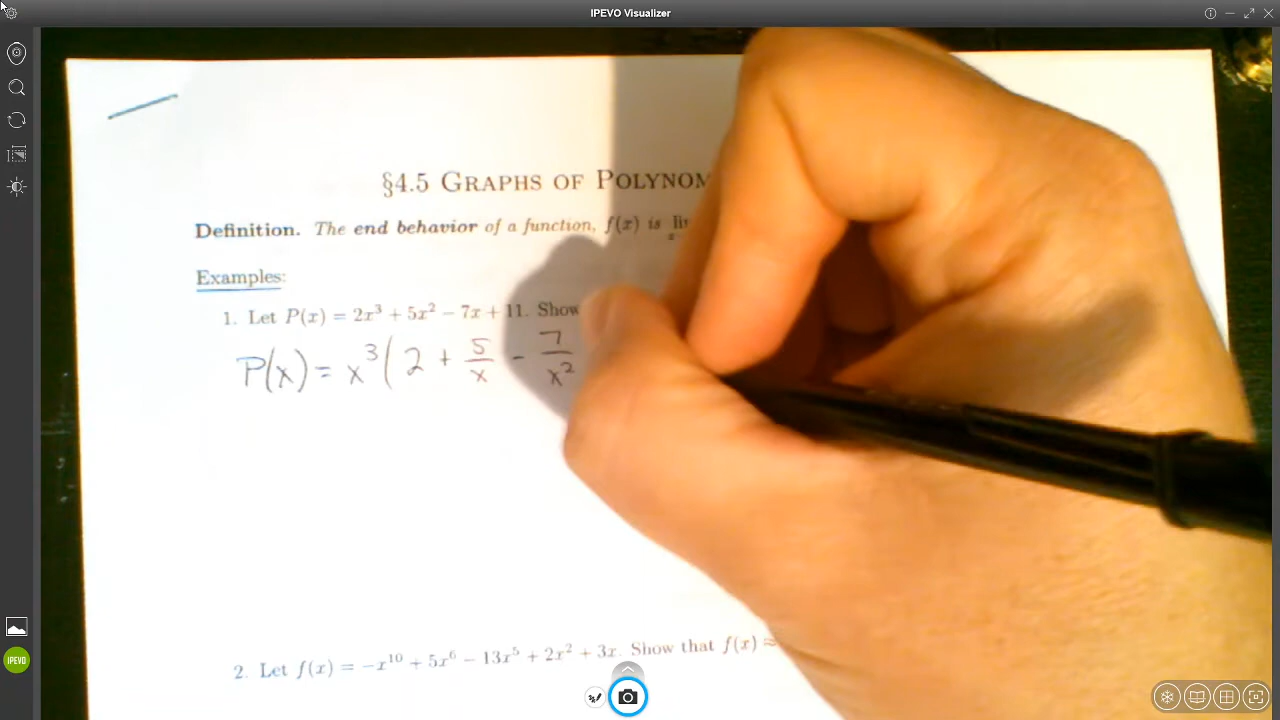 IPEVO Visualizer
§4.5 GRAPHS OF POLYNOM
Definition. The end behavior of a function, f(x) is
Examples:
1. Let P(x) = 2x³ + 5x² − 7x + 11. Show
P(x) = x³(2 + 5/x − 7/x²
2. Let f(x) = −x¹⁰ + 5x⁶ − 13x⁵ + 2x² + 3x. Show that f(x) ≈
IPEVO